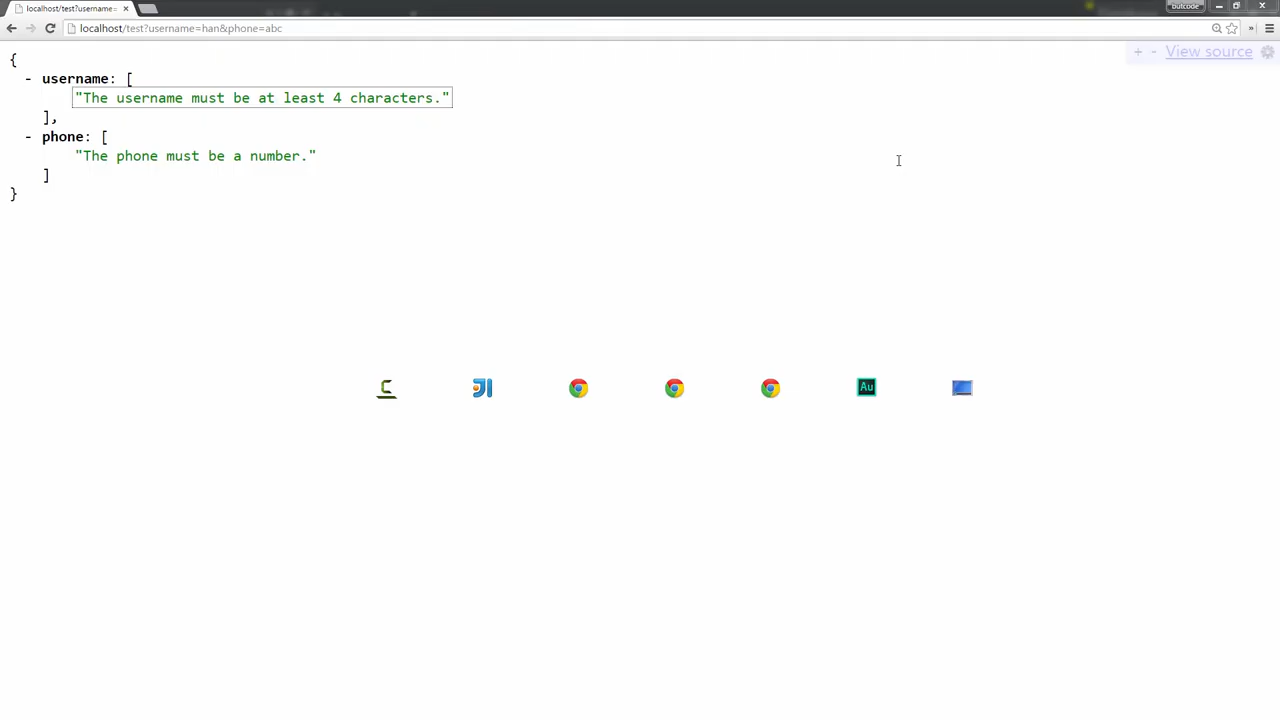 localhost/test?username=
butcode
localhost/test?username=han&phone=abc
»
+ - View source
{
- username: [
"The username must be at least 4 characters."
],
- phone: [
"The phone must be a number."
]
}
Au